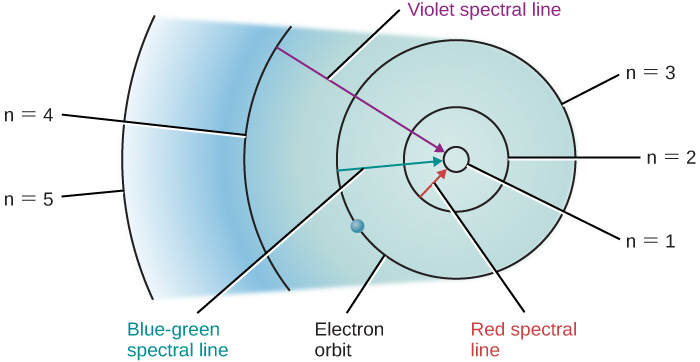 Violet spectral line
n = 3
n = 4
n = 2
n = 5
n = 1
Blue-green
spectral line
Electron
orbit
Red spectral
line